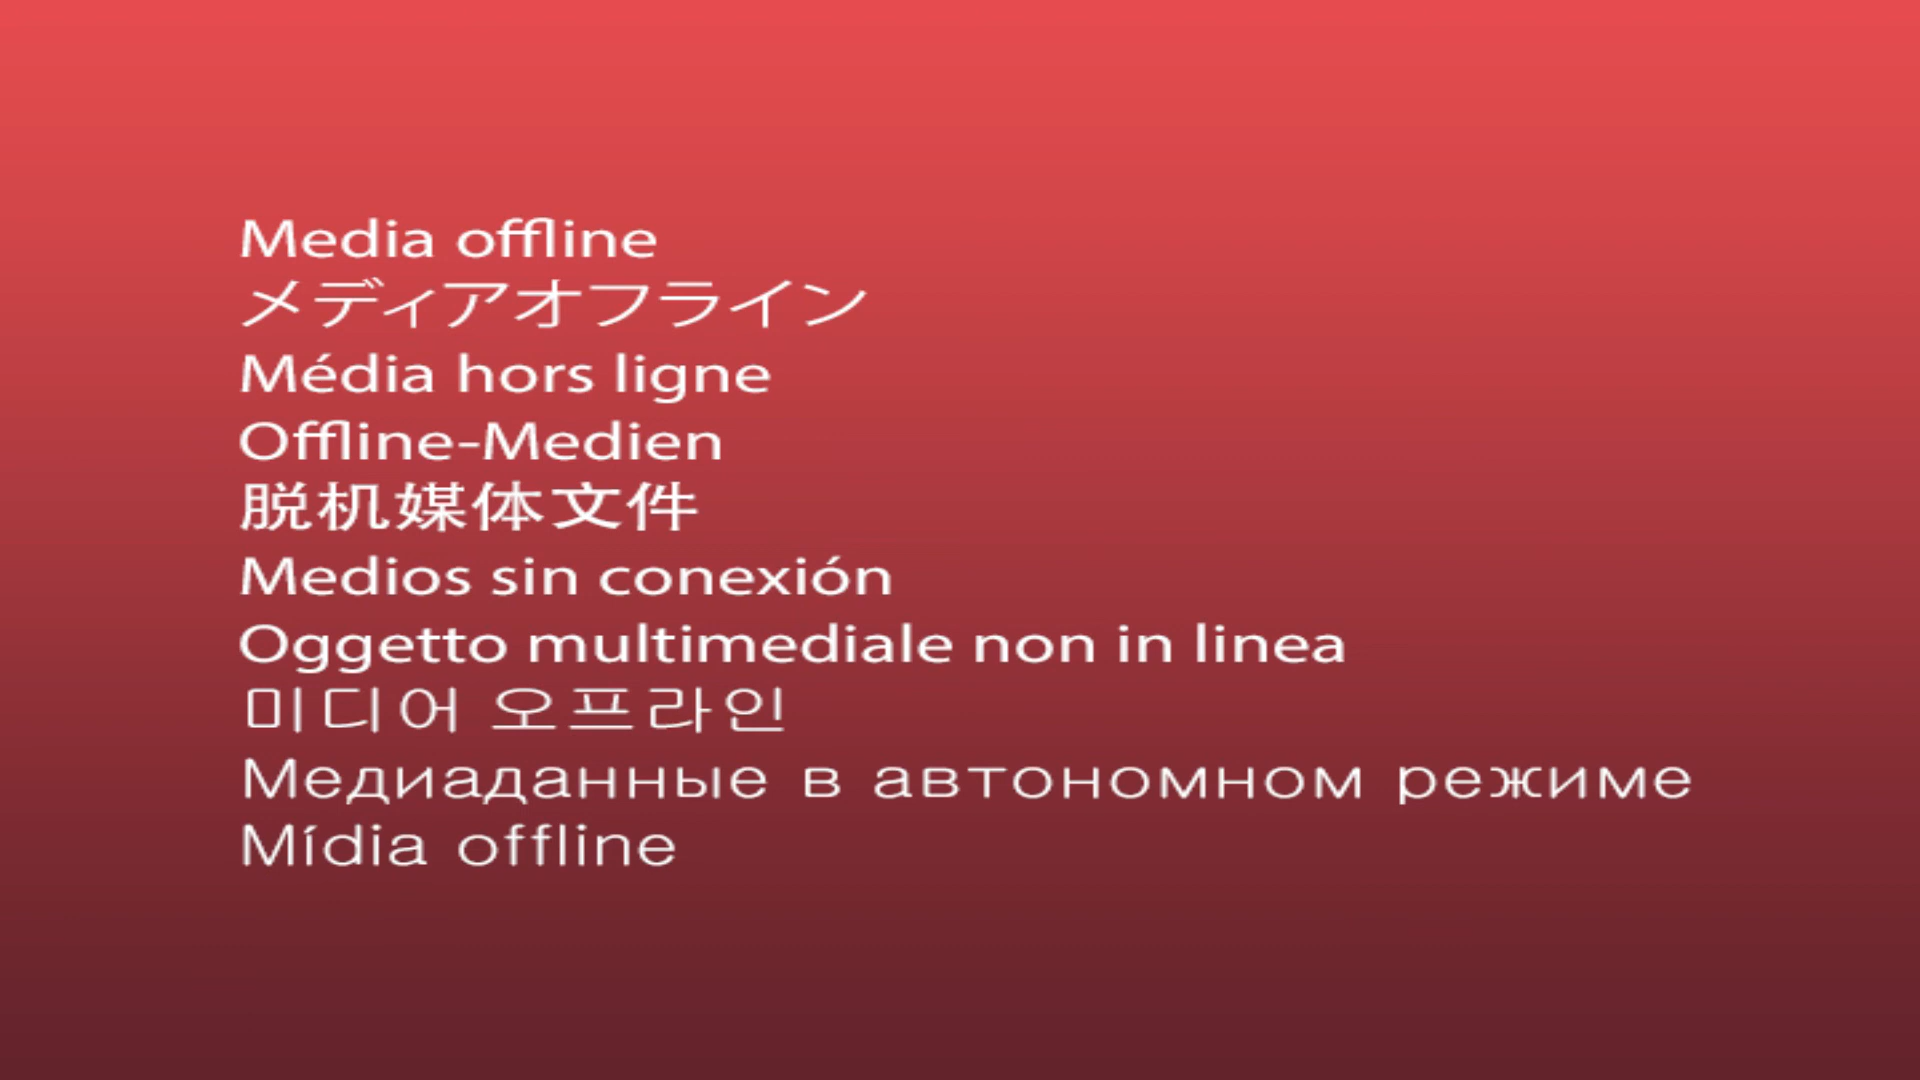 Media offline
メディアオフライン
Média hors ligne
Offline-Medien
脱机媒体文件
Medios sin conexión
Oggetto multimediale non in linea
미디어 오프라인
Медиаданные в автономном режиме
Mídia offline